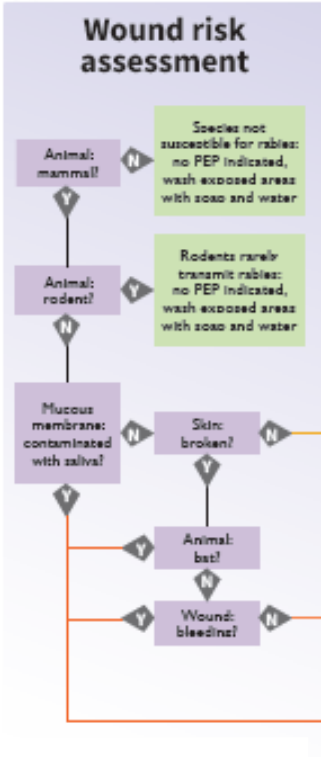 Wound risk
assessment
Species not
susceptible for rabies:
no PEP indicated,
wash exposed areas
with soap and water
Animal:
mammal?
N
Y
Rodents rarely
transmit rabies:
no PEP indicated,
wash exposed areas
with soap and water
Animal:
rodent?
Y
N
Mucous
membrane:
contaminated
with saliva?
N
Skin:
broken?
N
Y
Y
Y
Animal:
bat?
N
Y
Wound:
bleeding?
N